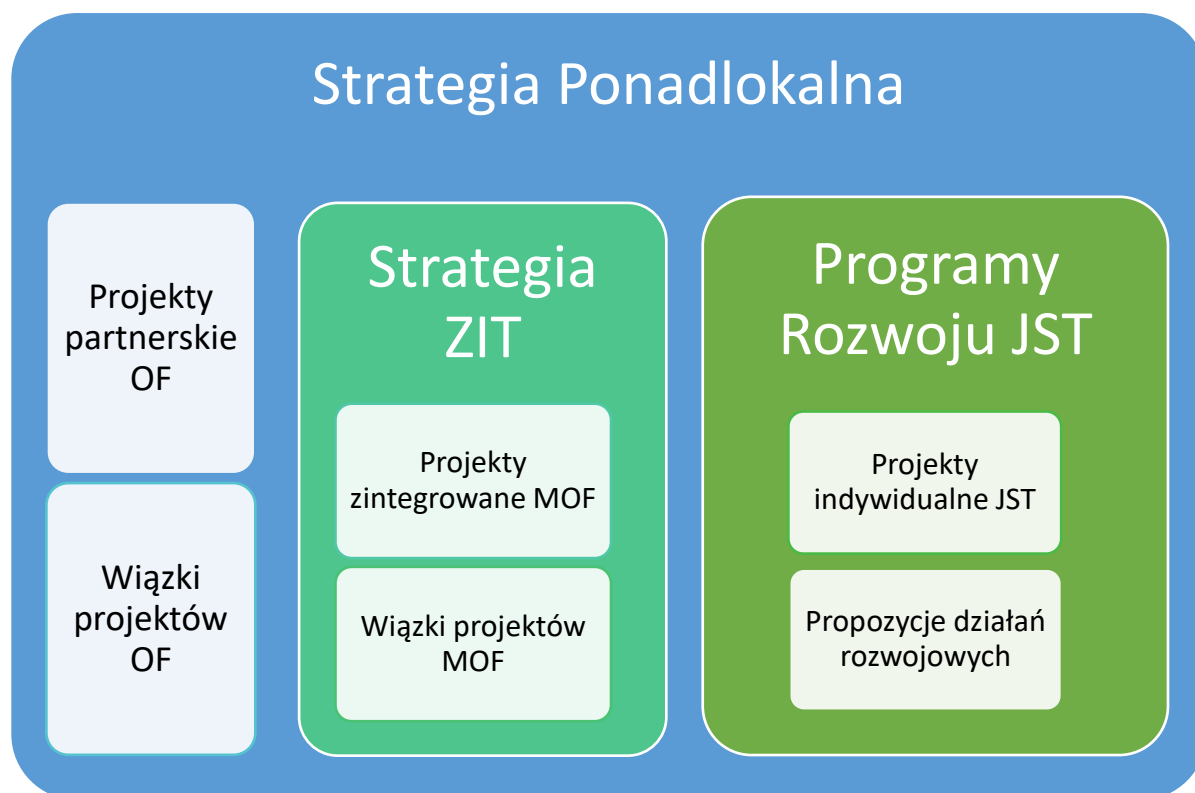 Strategia Ponadlokalna
Projekty
partnerskie
OF
Wiązki
projektów
OF
Strategia
ZIT
Projekty
zintegrowane MOF
Wiązki projektów
MOF
Programy
Rozwoju JST
Projekty
indywidualne JST
Propozycje działań
rozwojowych